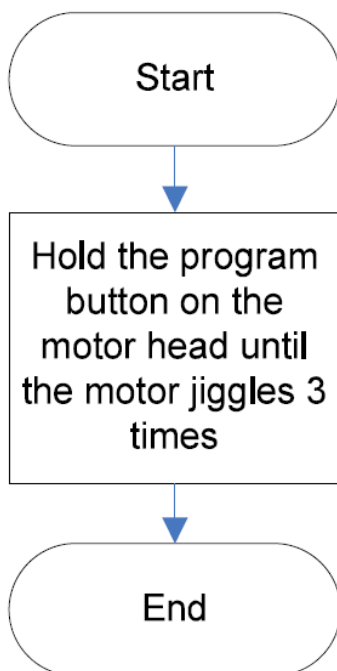 Start
Hold the program
button on the
motor head until
the motor jiggles 3
times
End